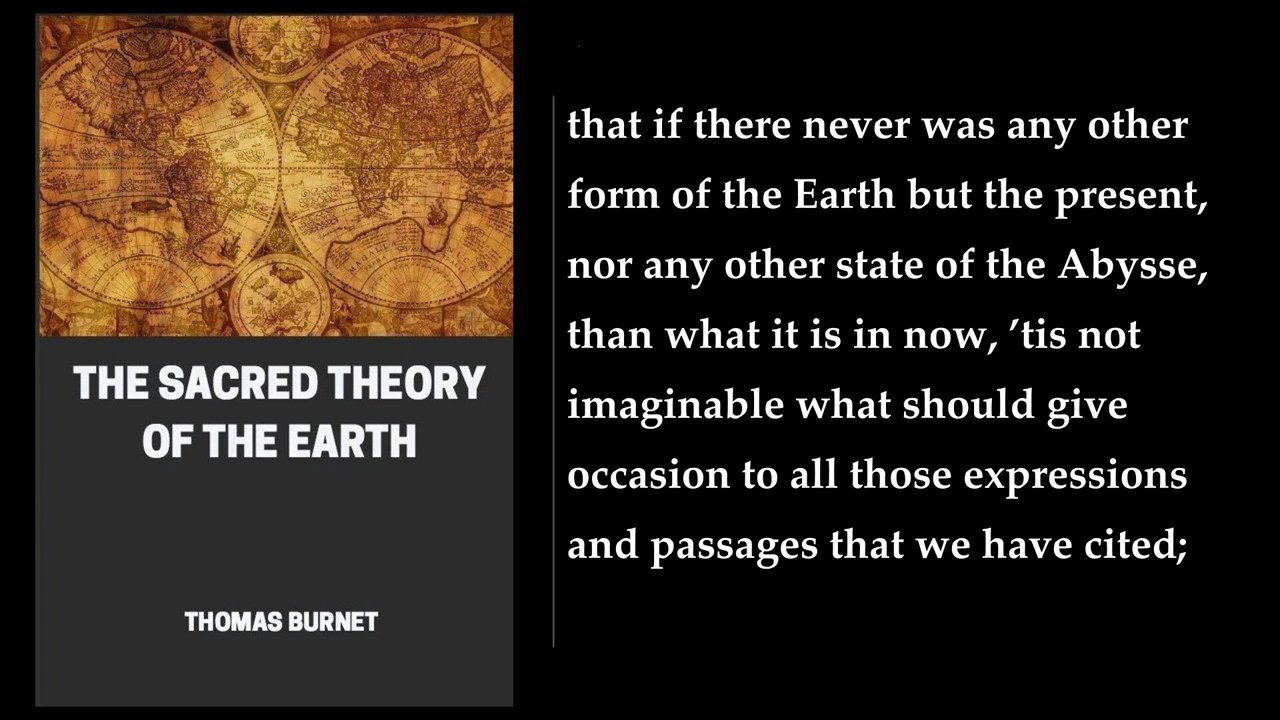 THE SACRED THEORY
OF THE EARTH
THOMAS BURNET
that if there never was any other
form of the Earth but the present,
nor any other state of the Abysse,
than what it is in now, ’tis not
imaginable what should give
occasion to all those expressions
and passages that we have cited;